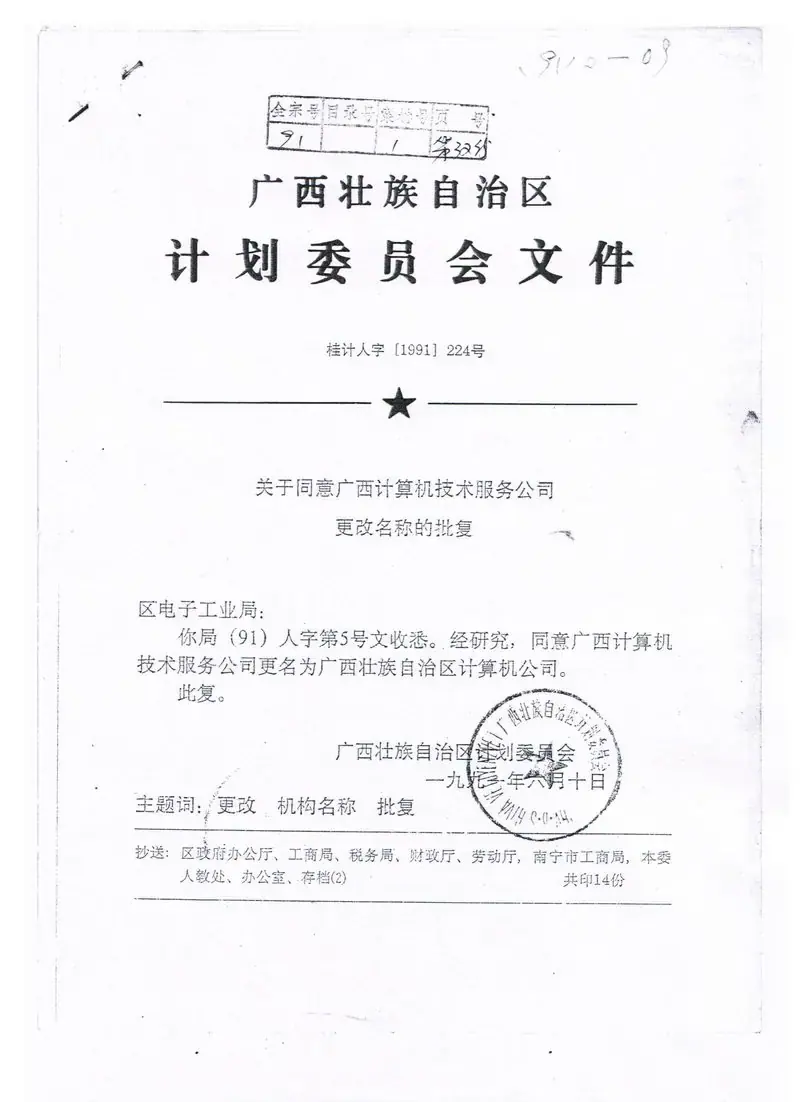 全宗号 目录号 案卷号 页 号
91 1
广西壮族自治区
计划委员会文件
桂计人字［1991］224号
关于同意广西计算机技术服务公司
更改名称的批复
区电子工业局：
你局（91）人字第5号文收悉。经研究，同意广西计算机
技术服务公司更名为广西壮族自治区计算机公司。
此复。
广西壮族自治区计划委员会
一九九一年六月十日
主题词：更改 机构名称 批复
抄送：区政府办公厅、工商局、税务局、财政厅、劳动厅，南宁市工商局，本委
人教处、办公室、存档(2)
共印14份